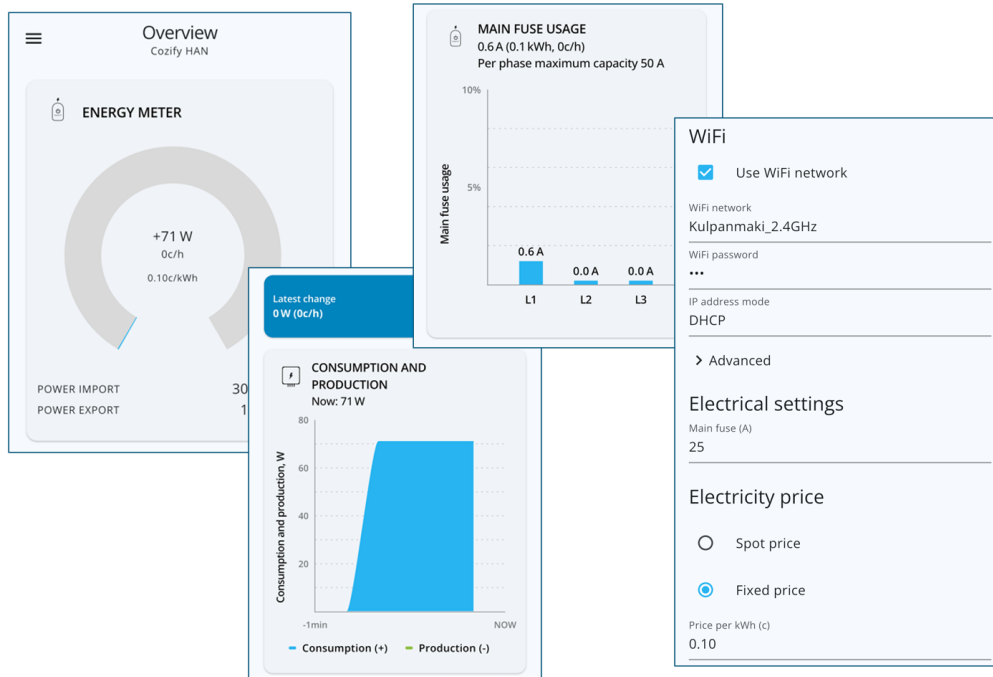 Overview
Cozify HAN
ENERGY METER
+71 W
0c/h
0.10c/kWh
POWER IMPORT 30
POWER EXPORT 1
MAIN FUSE USAGE
0.6 A (0.1 kWh, 0c/h)
Per phase maximum capacity 50 A
Main fuse usage
10%
5%
0.6 A
0.0 A
0.0 A
L1
L2
L3
Latest change
0 W (0c/h)
CONSUMPTION AND
PRODUCTION
Now: 71 W
Consumption and production, W
80
60
40
20
-1min
NOW
Consumption (+)
Production (-)
WiFi
Use WiFi network
WiFi network
Kulpanmaki_2.4GHz
WiFi password
•••
IP address mode
DHCP
Advanced
Electrical settings
Main fuse (A)
25
Electricity price
Spot price
Fixed price
Price per kWh (c)
0.10